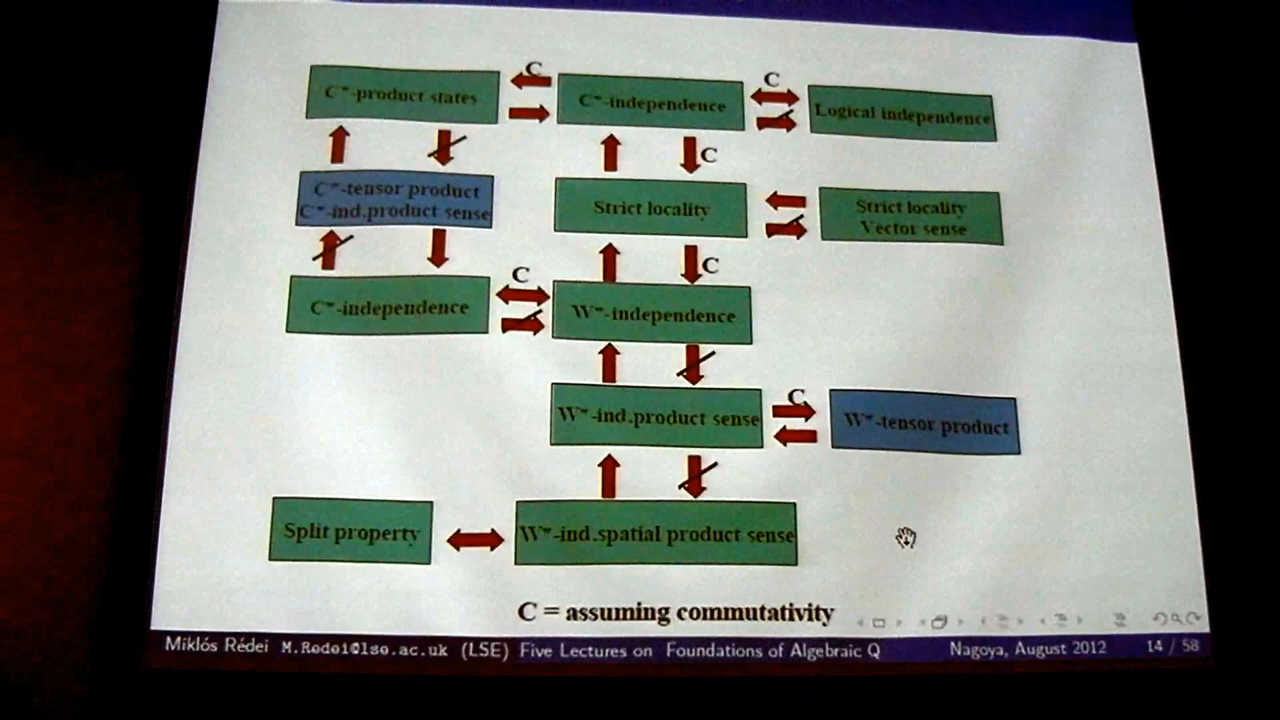 C
C
C*-product states
C*-independence
Logical independence
C
C*-tensor product
C*-ind.product sense
Strict locality
Strict locality
Vector sense
C
C
C*-independence
W*-independence
C
W*-ind.product sense
W*-tensor product
Split property
W*-ind.spatial product sense
C = assuming commutativity
Miklós Rédei M.Redei@lse.ac.uk (LSE) Five Lectures on Foundations of Algebraic Q Nagoya, August 2012 14 / 58